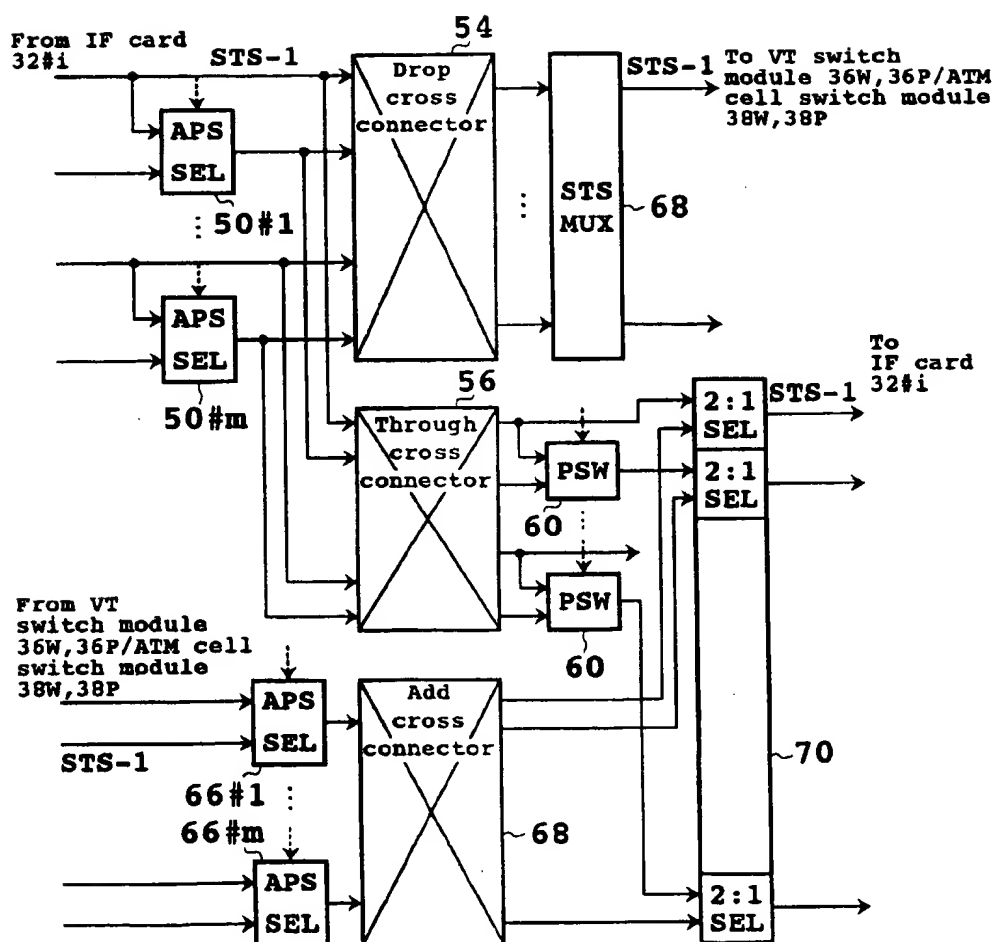 From IF card
32#i
STS-1
54
Drop
cross
connector
STS-1
To VT switch
module 36W,36P/ATM
cell switch module
38W,38P
APS
SEL
50#1
STS
MUX
68
APS
SEL
50#m
To
IF card
32#i
56
Through
cross
connector
2:1
SEL
STS-1
PSW
60
2:1
SEL
PSW
60
From VT
switch module
36W,36P/ATM cell
switch module
38W,38P
APS
SEL
STS-1
66#1
Add
cross
connector
70
66#m
68
APS
SEL
2:1
SEL